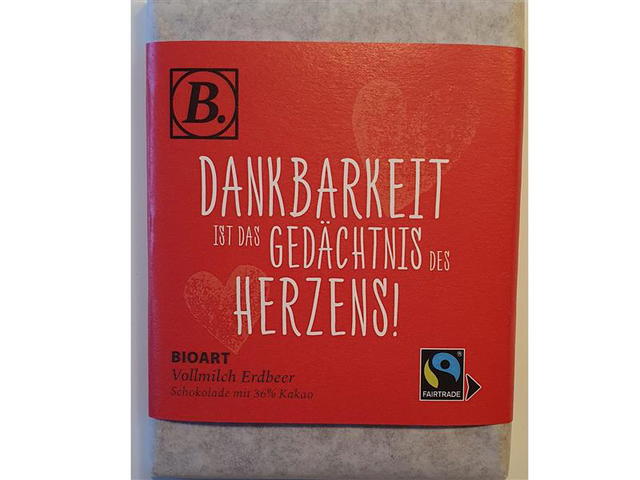 B.
DANKBARKEIT
IST DAS GEDÄCHTNIS DES
HERZENS!
BIOART
Vollmilch Erdbeer
Schokolade mit 36% Kakao
FAIRTRADE